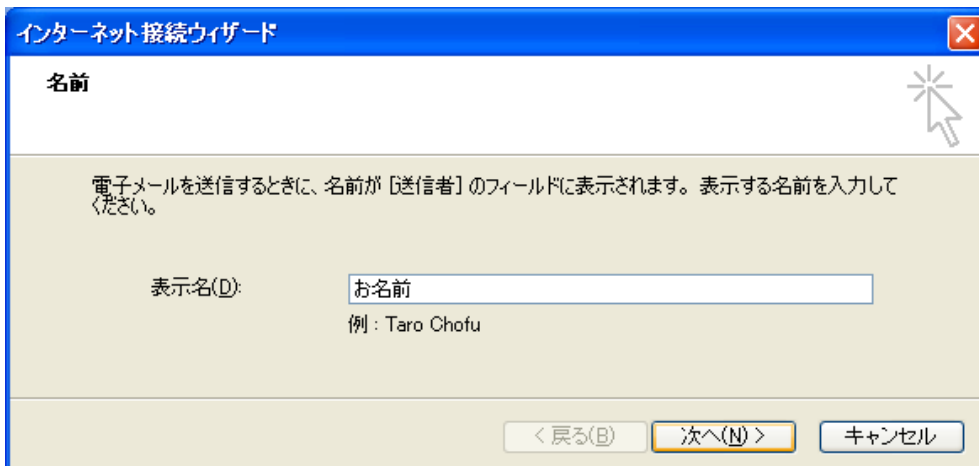 インターネット接続ウィザード
名前
電子メールを送信するときに、名前が [送信者] のフィールドに表示されます。表示する名前を入力して
ください。
表示名(D):
お名前
例 : Taro Chofu
< 戻る(B)
次へ(N) >
キャンセル